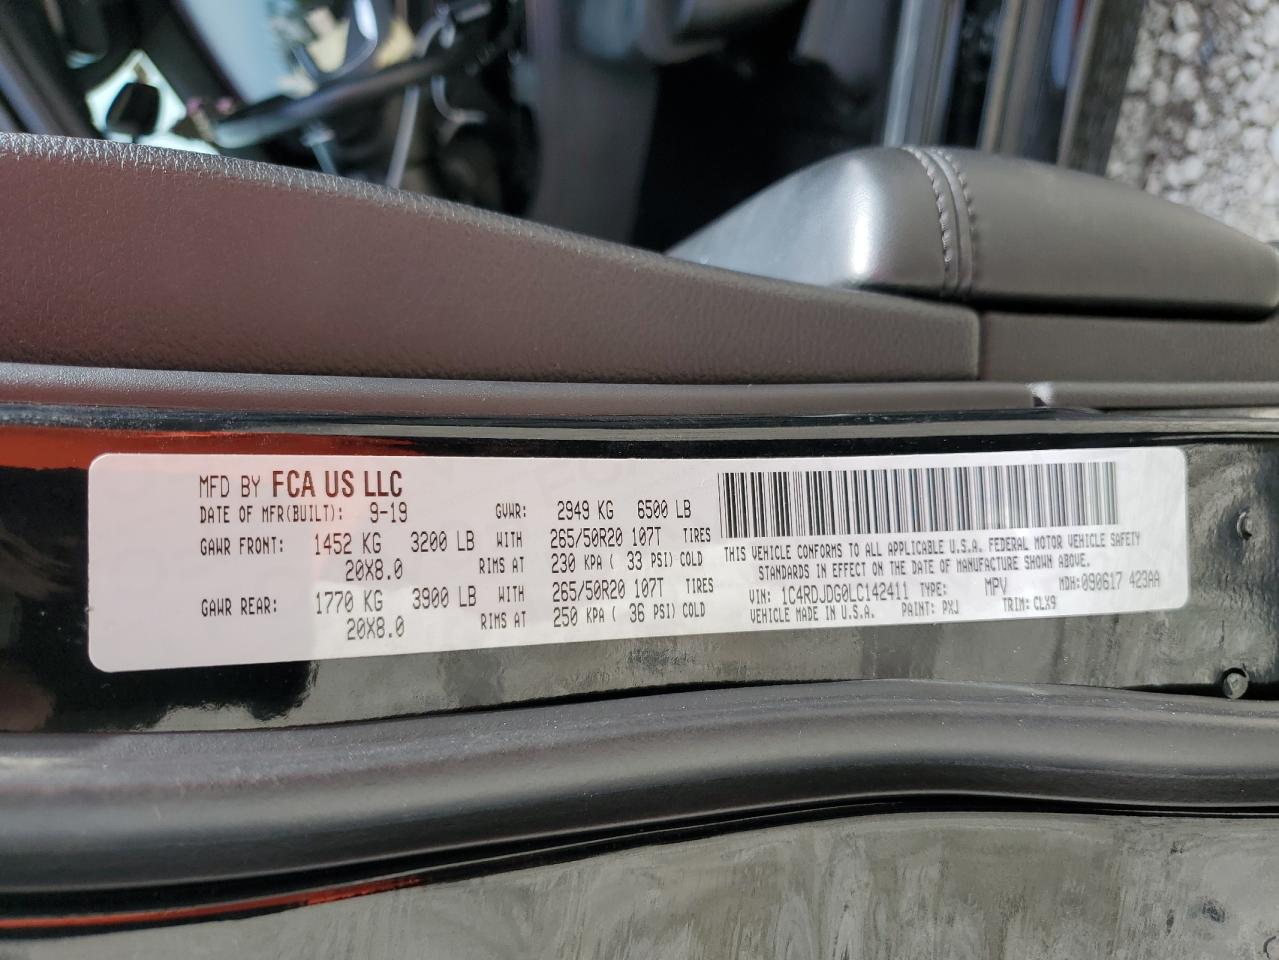 MFD BY FCA US LLC
DATE OF MFR(BUILT): 9-19 GVWR: 2949 KG 6500 LB
GAWR FRONT: 1452 KG 3200 LB WITH 265/50R20 107T TIRES
20X8.0 RIMS AT 230 KPA ( 33 PSI) COLD
GAWR REAR: 1770 KG 3900 LB WITH 265/50R20 107T TIRES
20X8.0 RIMS AT 250 KPA ( 36 PSI) COLD
THIS VEHICLE CONFORMS TO ALL APPLICABLE U.S.A. FEDERAL MOTOR VEHICLE SAFETY
STANDARDS IN EFFECT ON THE DATE OF MANUFACTURE SHOWN ABOVE.
VIN: 1C4RDJDG0LC142411 TYPE: MPV MDH: 090617 423AA
VEHICLE MADE IN U.S.A. PAINT: PXJ TRIM: CLX9